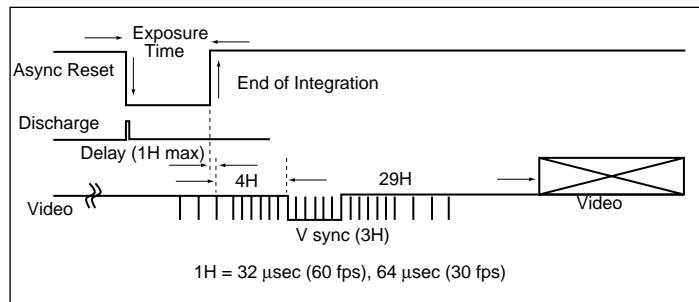 Exposure
Time
Async Reset
End of Integration
Discharge
Delay (1H max)
4H
29H
Video
Video
V sync (3H)
1H = 32 μsec (60 fps), 64 μsec (30 fps)